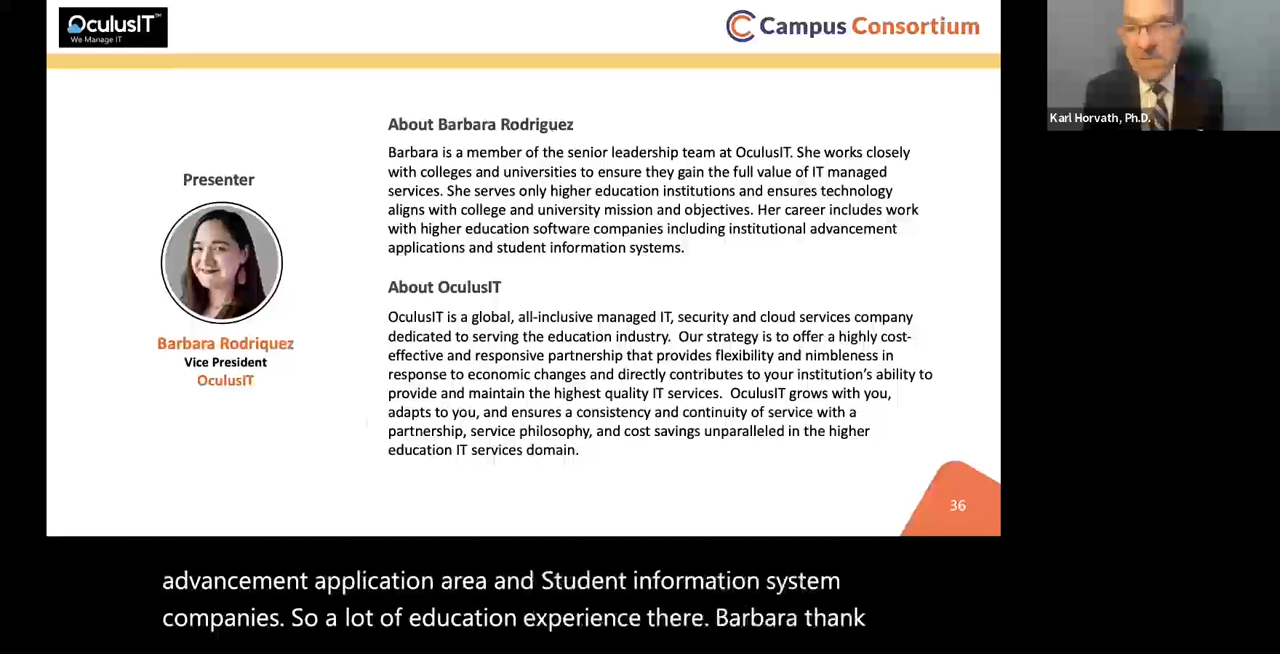 OculusIT™
We Manage IT
Campus Consortium
Karl Horvath, Ph.D.
Presenter
Barbara Rodriquez
Vice President
OculusIT
About Barbara Rodriguez
Barbara is a member of the senior leadership team at OculusIT. She works closely
with colleges and universities to ensure they gain the full value of IT managed
services. She serves only higher education institutions and ensures technology
aligns with college and university mission and objectives. Her career includes work
with higher education software companies including institutional advancement
applications and student information systems.
About OculusIT
OculusIT is a global, all-inclusive managed IT, security and cloud services company
dedicated to serving the education industry.  Our strategy is to offer a highly cost-
effective and responsive partnership that provides flexibility and nimbleness in
response to economic changes and directly contributes to your institution’s ability to
provide and maintain the highest quality IT services.  OculusIT grows with you,
adapts to you, and ensures a consistency and continuity of service with a
partnership, service philosophy, and cost savings unparalleled in the higher
education IT services domain.
36
advancement application area and Student information system
companies. So a lot of education experience there. Barbara thank